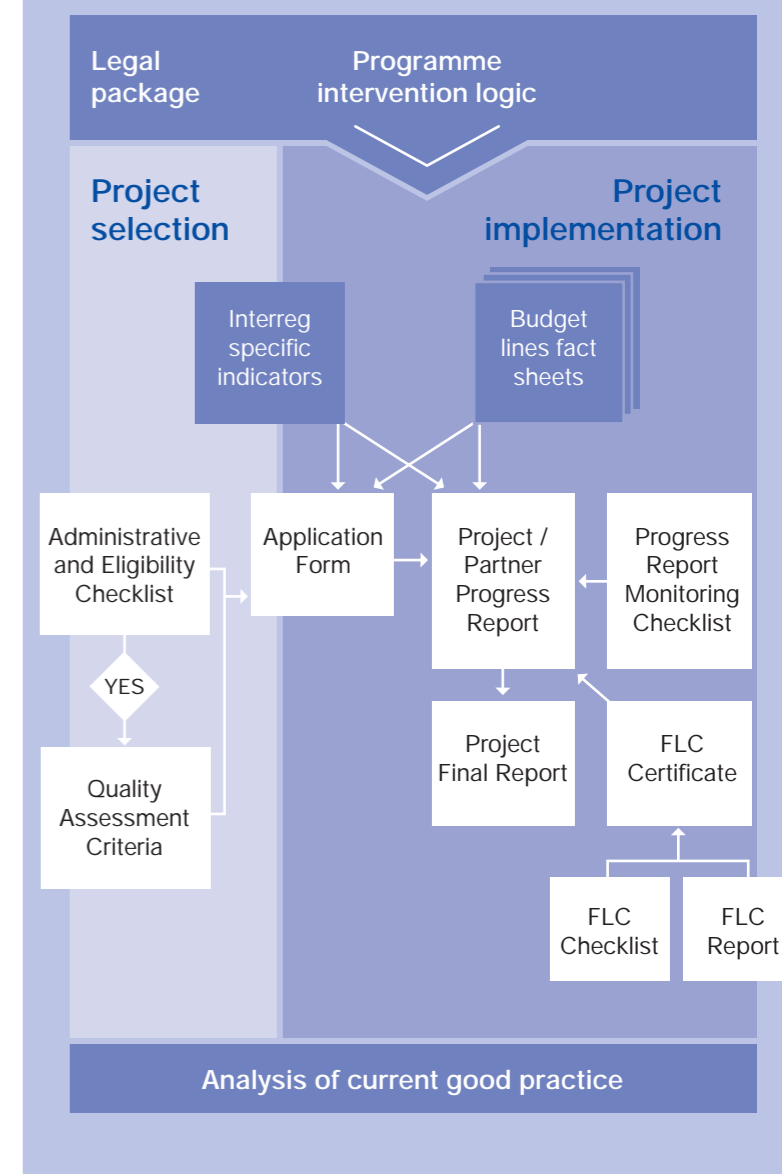 Legal
package
Programme
intervention logic
Project
selection
Project
implementation
Interreg
specific
indicators
Budget
lines fact
sheets
Administrative
and Eligibility
Checklist
Application
Form
Project /
Partner
Progress
Report
Progress
Report
Monitoring
Checklist
YES
Quality
Assessment
Criteria
Project
Final Report
FLC
Certificate
FLC
Checklist
FLC
Report
Analysis of current good practice